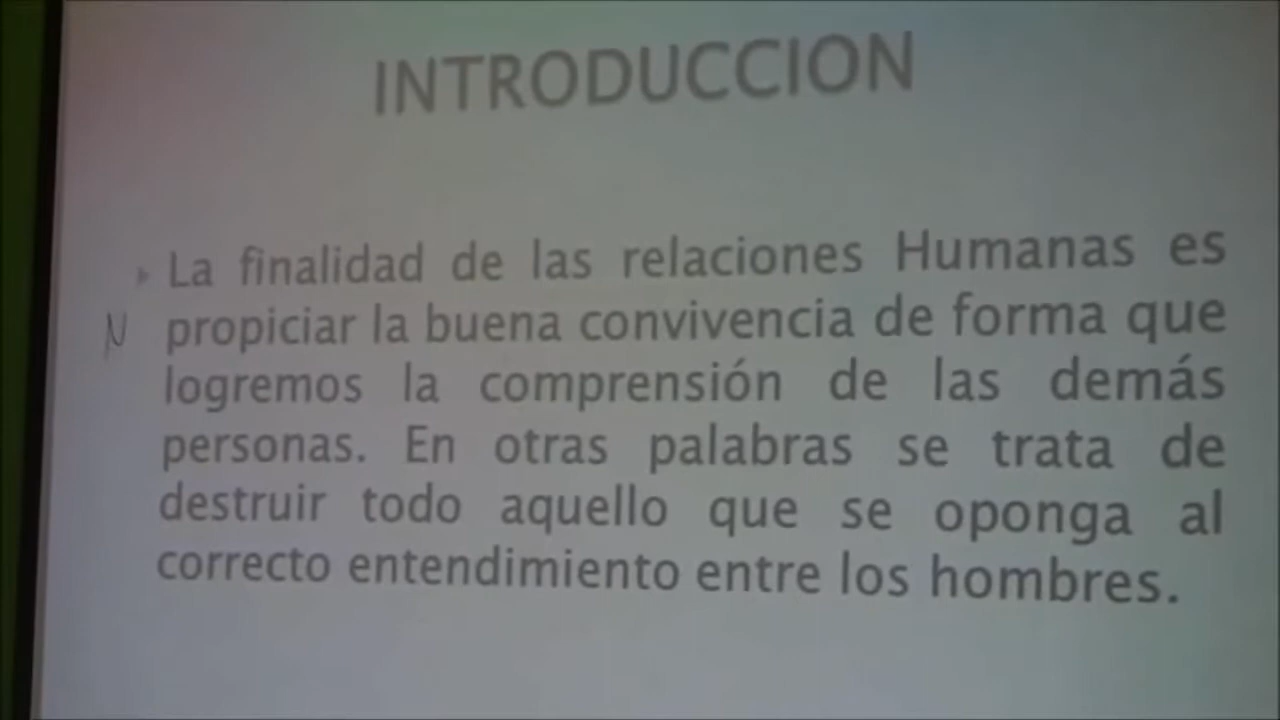 INTRODUCCION
La finalidad de las relaciones Humanas es
N propiciar la buena convivencia de forma que
logremos la comprensión de las demás
personas. En otras palabras se trata de
destruir todo aquello que se oponga al
correcto entendimiento entre los hombres.